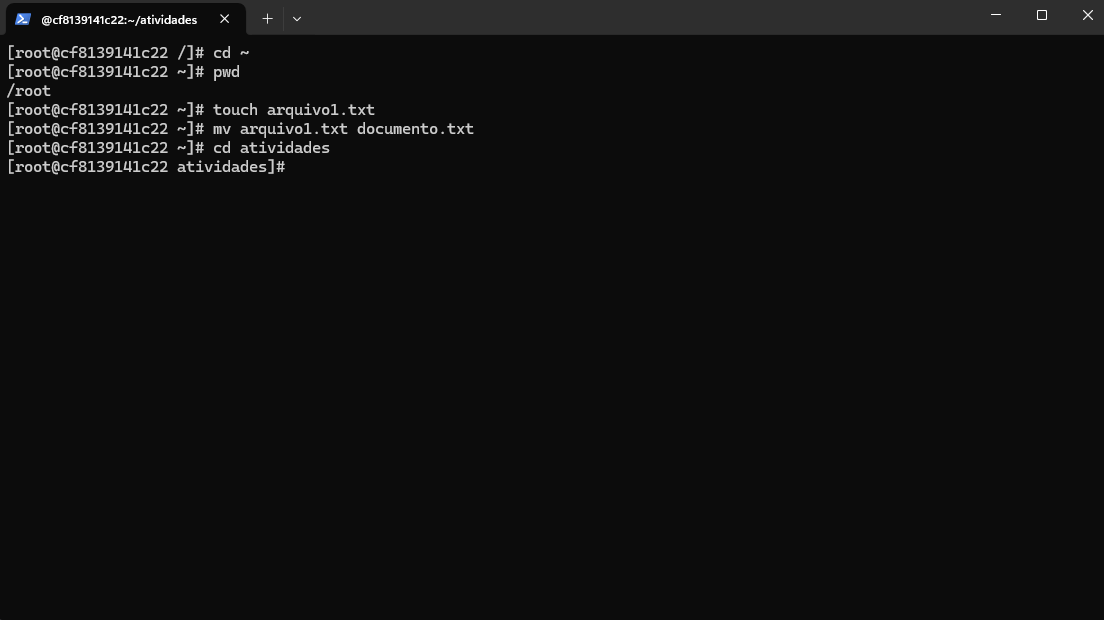 @cf8139141c22:~/atividades
[root@cf8139141c22 /]# cd ~
[root@cf8139141c22 ~]# pwd
/root
[root@cf8139141c22 ~]# touch arquivo1.txt
[root@cf8139141c22 ~]# mv arquivo1.txt documento.txt
[root@cf8139141c22 ~]# cd atividades
[root@cf8139141c22 atividades]#